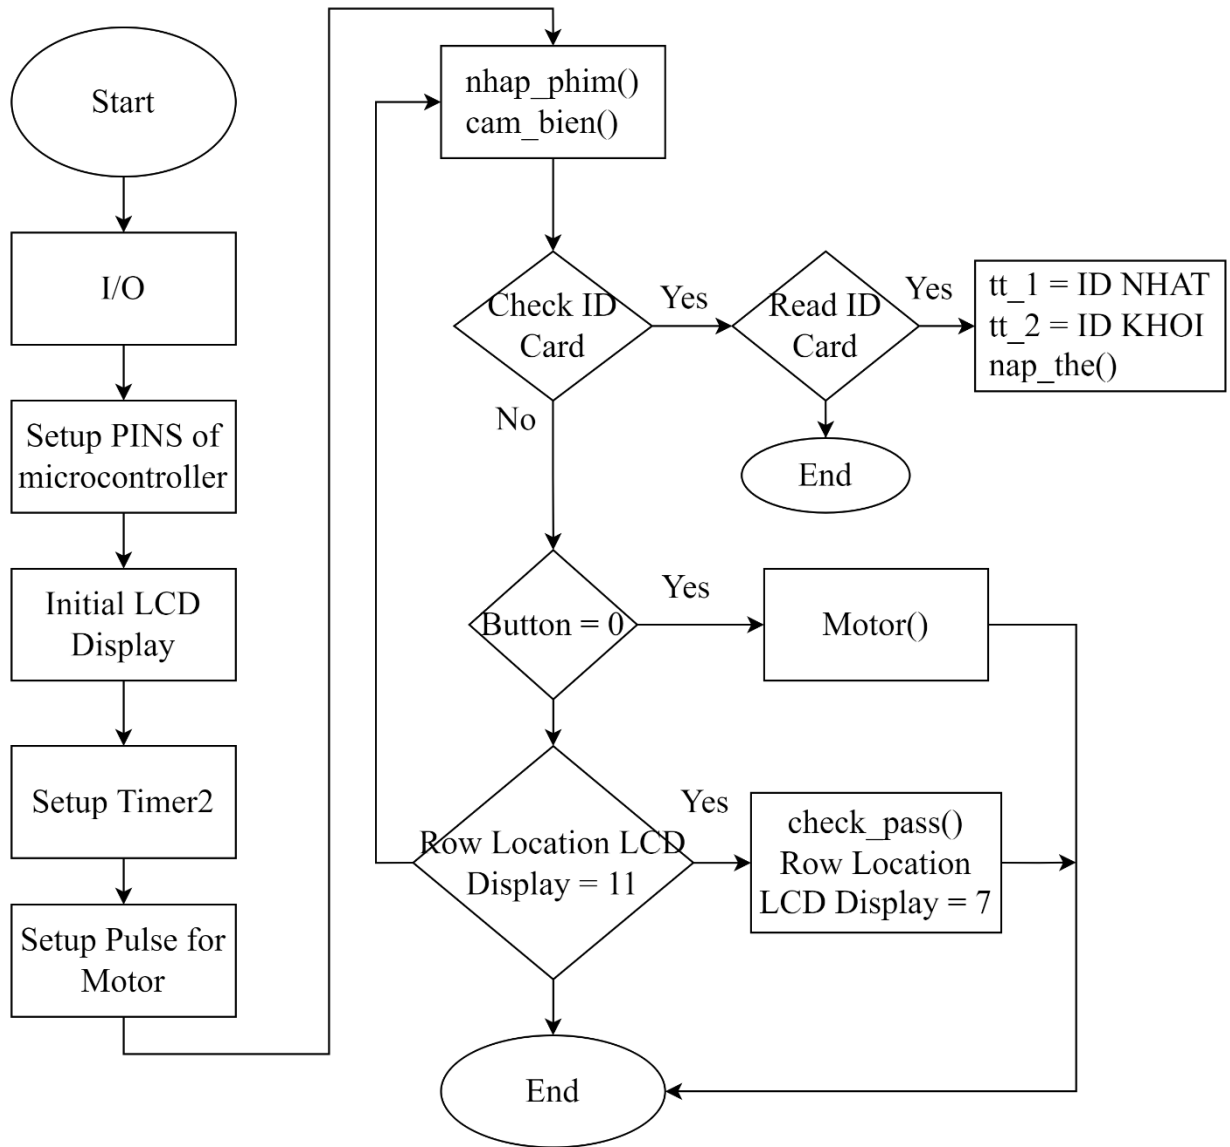 Start
I/O
Setup PINS of
microcontroller
Initial LCD
Display
Setup Timer2
Setup Pulse for
Motor
nhap_phim()
cam_bien()
Check ID
Card
Yes
Read ID
Card
Yes
tt_1 = ID NHAT
tt_2 = ID KHOI
nap_the()
No
End
Button = 0
Yes
Motor()
Row Location LCD
Display = 11
Yes
check_pass()
Row Location
LCD Display = 7
End